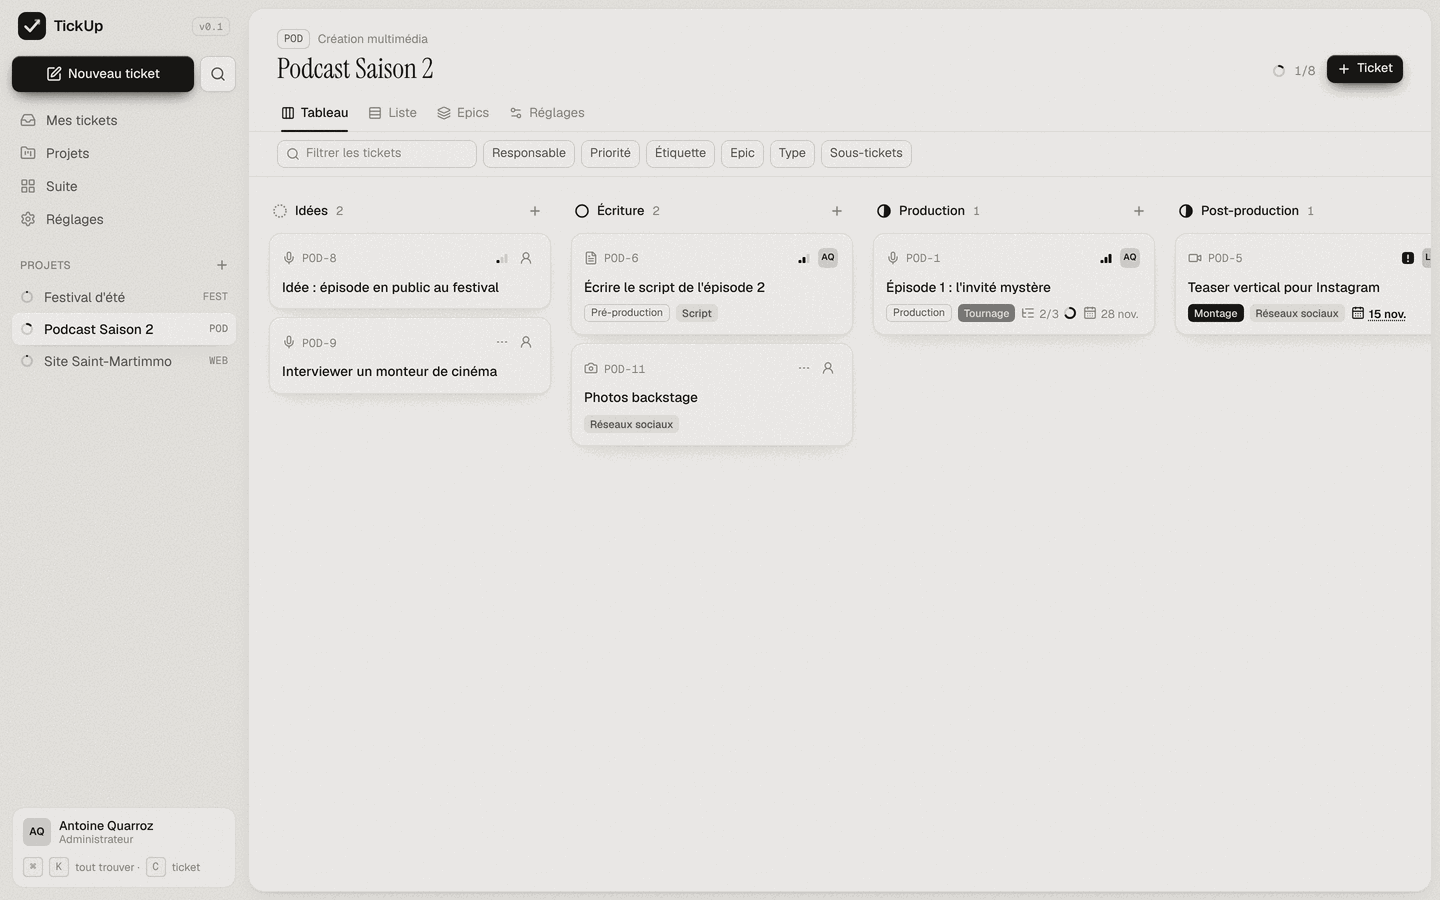 TickUp
v0.1
Nouveau ticket
Mes tickets
Projets
Suite
Réglages
PROJETS
Festival d'été FEST
Podcast Saison 2 POD
Site Saint-Martimmo WEB
AQ
Antoine Quarroz
Administrateur
⌘ K tout trouver · C ticket
POD Création multimédia
Podcast Saison 2
1/8
+ Ticket
Tableau
Liste
Epics
Réglages
Filtrer les tickets
Responsable
Priorité
Étiquette
Epic
Type
Sous-tickets
Idées 2
POD-8
Idée : épisode en public au festival
POD-9
Interviewer un monteur de cinéma
Écriture 2
POD-6 AQ
Écrire le script de l'épisode 2
Pré-production Script
POD-11
Photos backstage
Réseaux sociaux
Production 1
POD-1 AQ
Épisode 1 : l'invité mystère
Production Tournage 2/3 28 nov.
Post-production 1
POD-5 L
Teaser vertical pour Instagram
Montage Réseaux sociaux 15 nov.